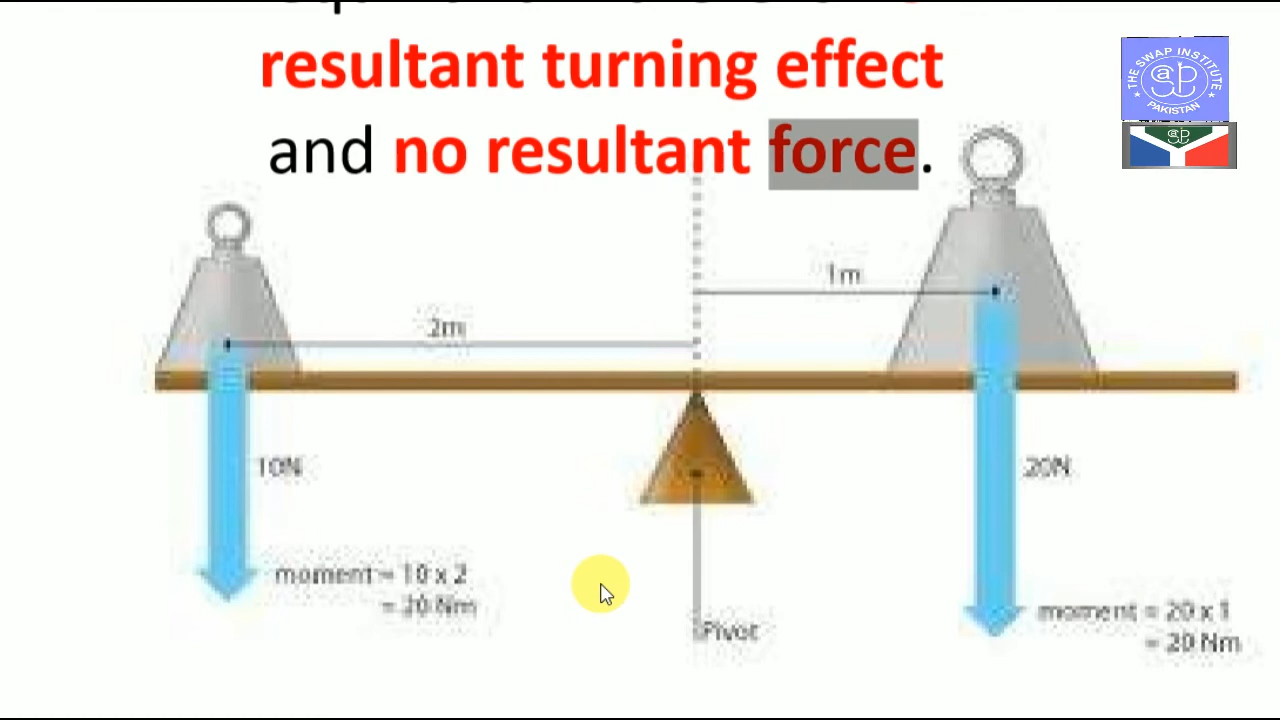 resultant turning effect
and no resultant force.
THE SWAP INSTITUTE
PAKISTAN
1m
2m
10N
20N
moment = 10 x 2
= 20 Nm
Pivot
moment = 20 x 1
= 20 Nm